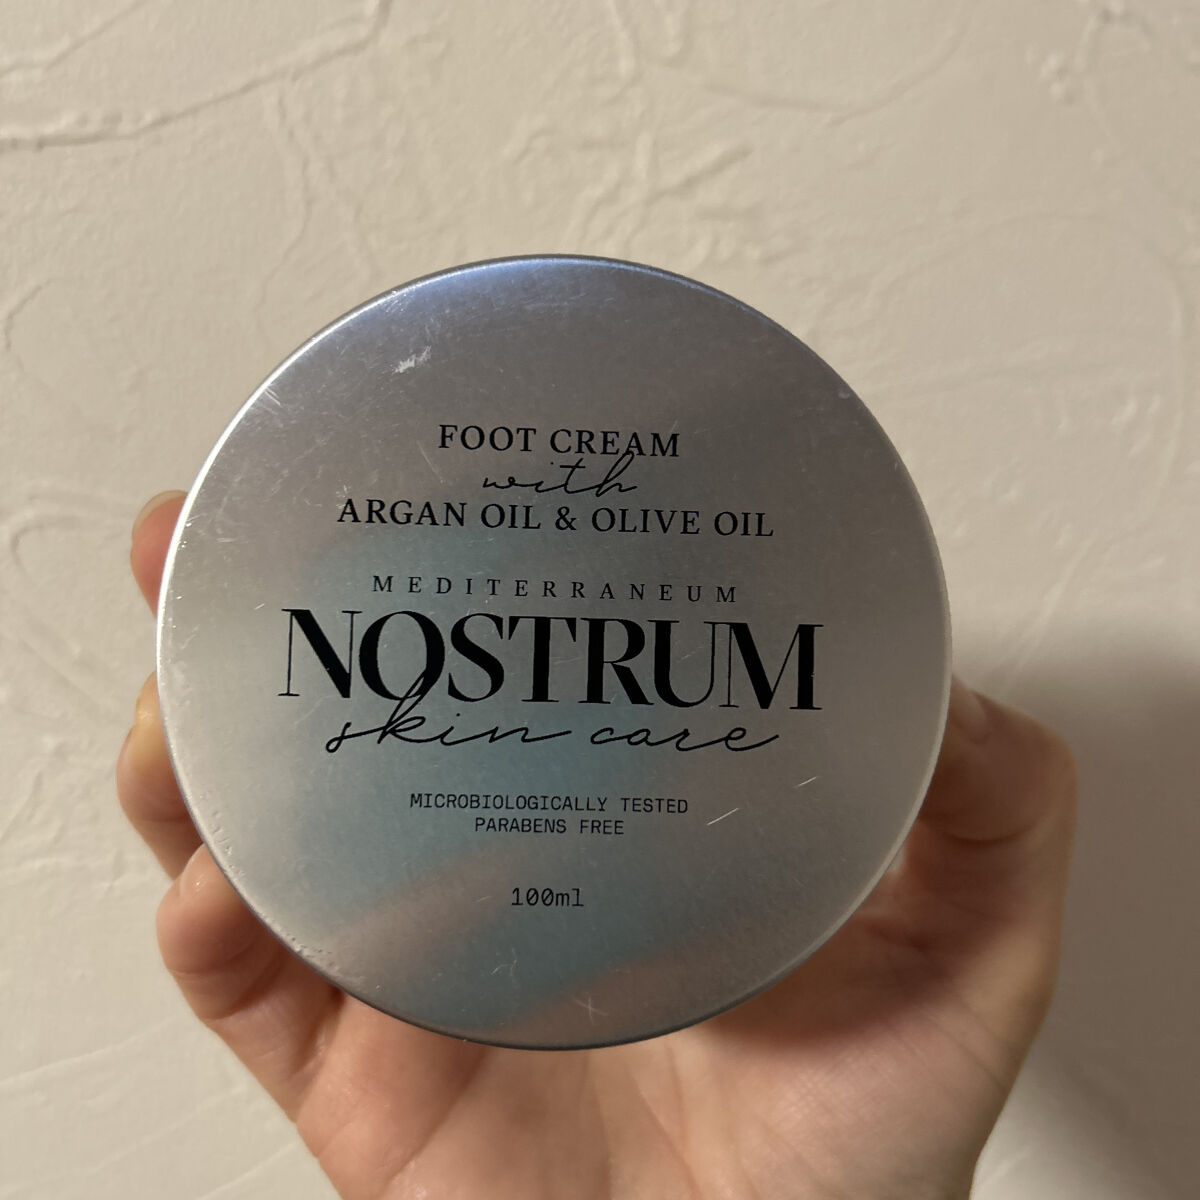 FOOT CREAM
with
ARGAN OIL & OLIVE OIL
MEDITERRANEUM
NOSTRUM
skin care
MICROBIOLOGICALLY TESTED
PARABENS FREE
100ml